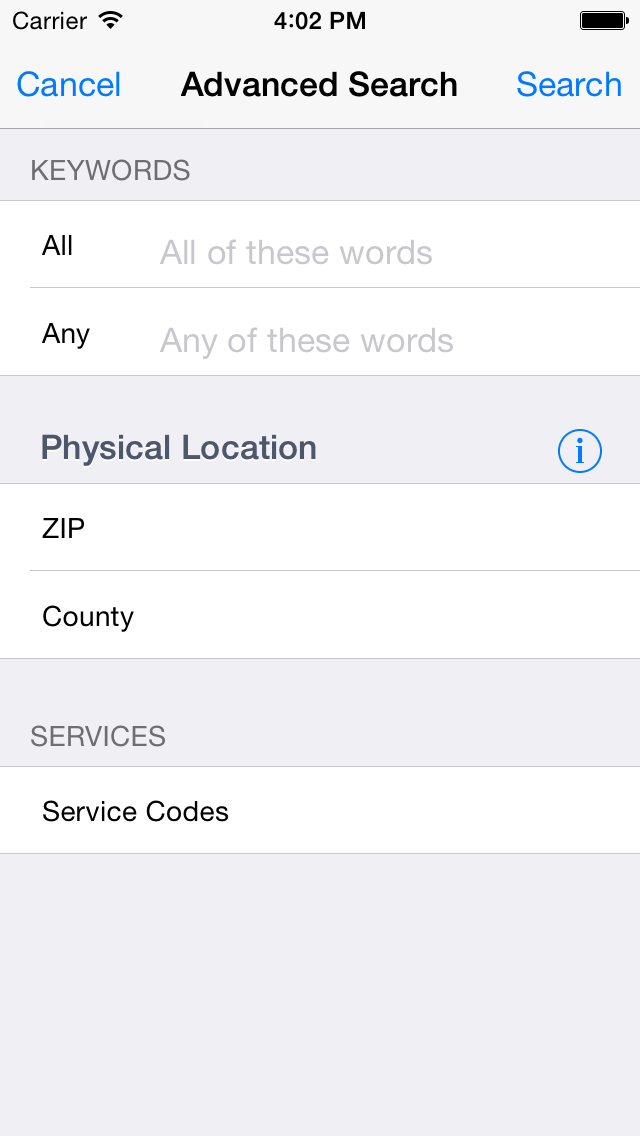 Carrier 4:02 PM
Cancel Advanced Search Search
KEYWORDS
All All of these words
Any Any of these words
Physical Location i
ZIP
County
SERVICES
Service Codes